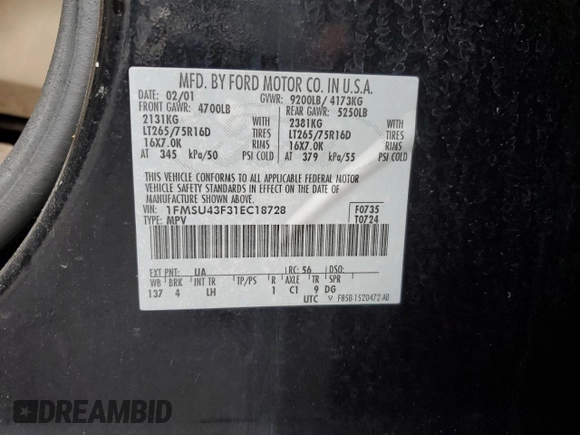 MFD. BY FORD MOTOR CO. IN U.S.A.
DATE: 02/01 GVWR: 9200LB/ 4173KG
FRONT GAWR: 4700LB REAR GAWR: 5250LB
2131KG WITH 2381KG WITH
LT265/75R16D TIRES LT265/75R16D TIRES
16X7.0K RIMS 16X7.0K RIMS
AT 345 kPa/50 PSI COLD AT 379 kPa/55 PSI COLD
THIS VEHICLE CONFORMS TO ALL APPLICABLE FEDERAL MOTOR
VEHICLE SAFETY STANDARDS IN EFFECT ON THE DATE OF
MANUFACTURE SHOWN ABOVE.
VIN: 1FMSU43F31EC18728 F0735
TYPE: MPV T0724
EXT PNT: UA RC: 56 DSO:
WB BRK INT TR TP/PS R AXLE TR SPR
137 4 LH 1 C1 9 DG
UTC F85B-1520472-AB
DREAMBID